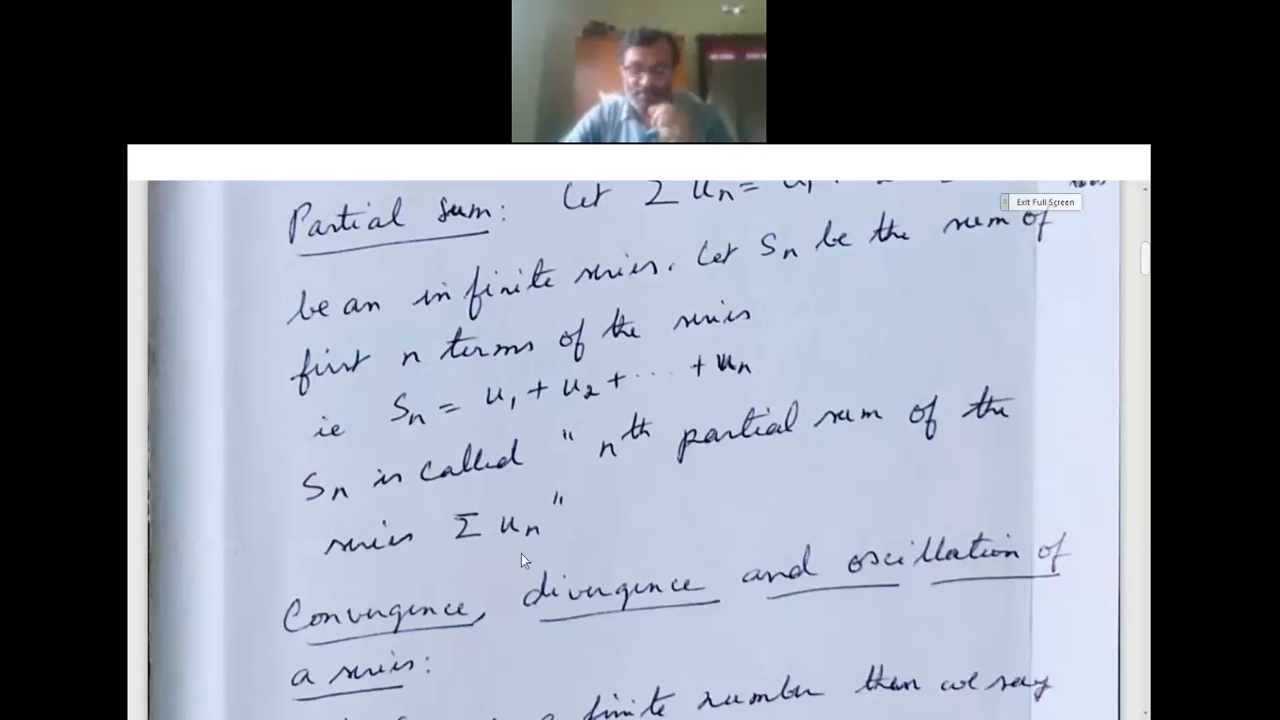 Partial sum: Let Σ uₙ = u₁ +
Exit Full Screen
be an infinite series. Let Sₙ be the sum of
first n terms of the series
ie Sₙ = u₁ + u₂ + ... + uₙ
Sₙ is called " nᵗʰ partial sum of the
series Σ uₙ "
Convergence, divergence and oscillation of
a series:
finite number then we say